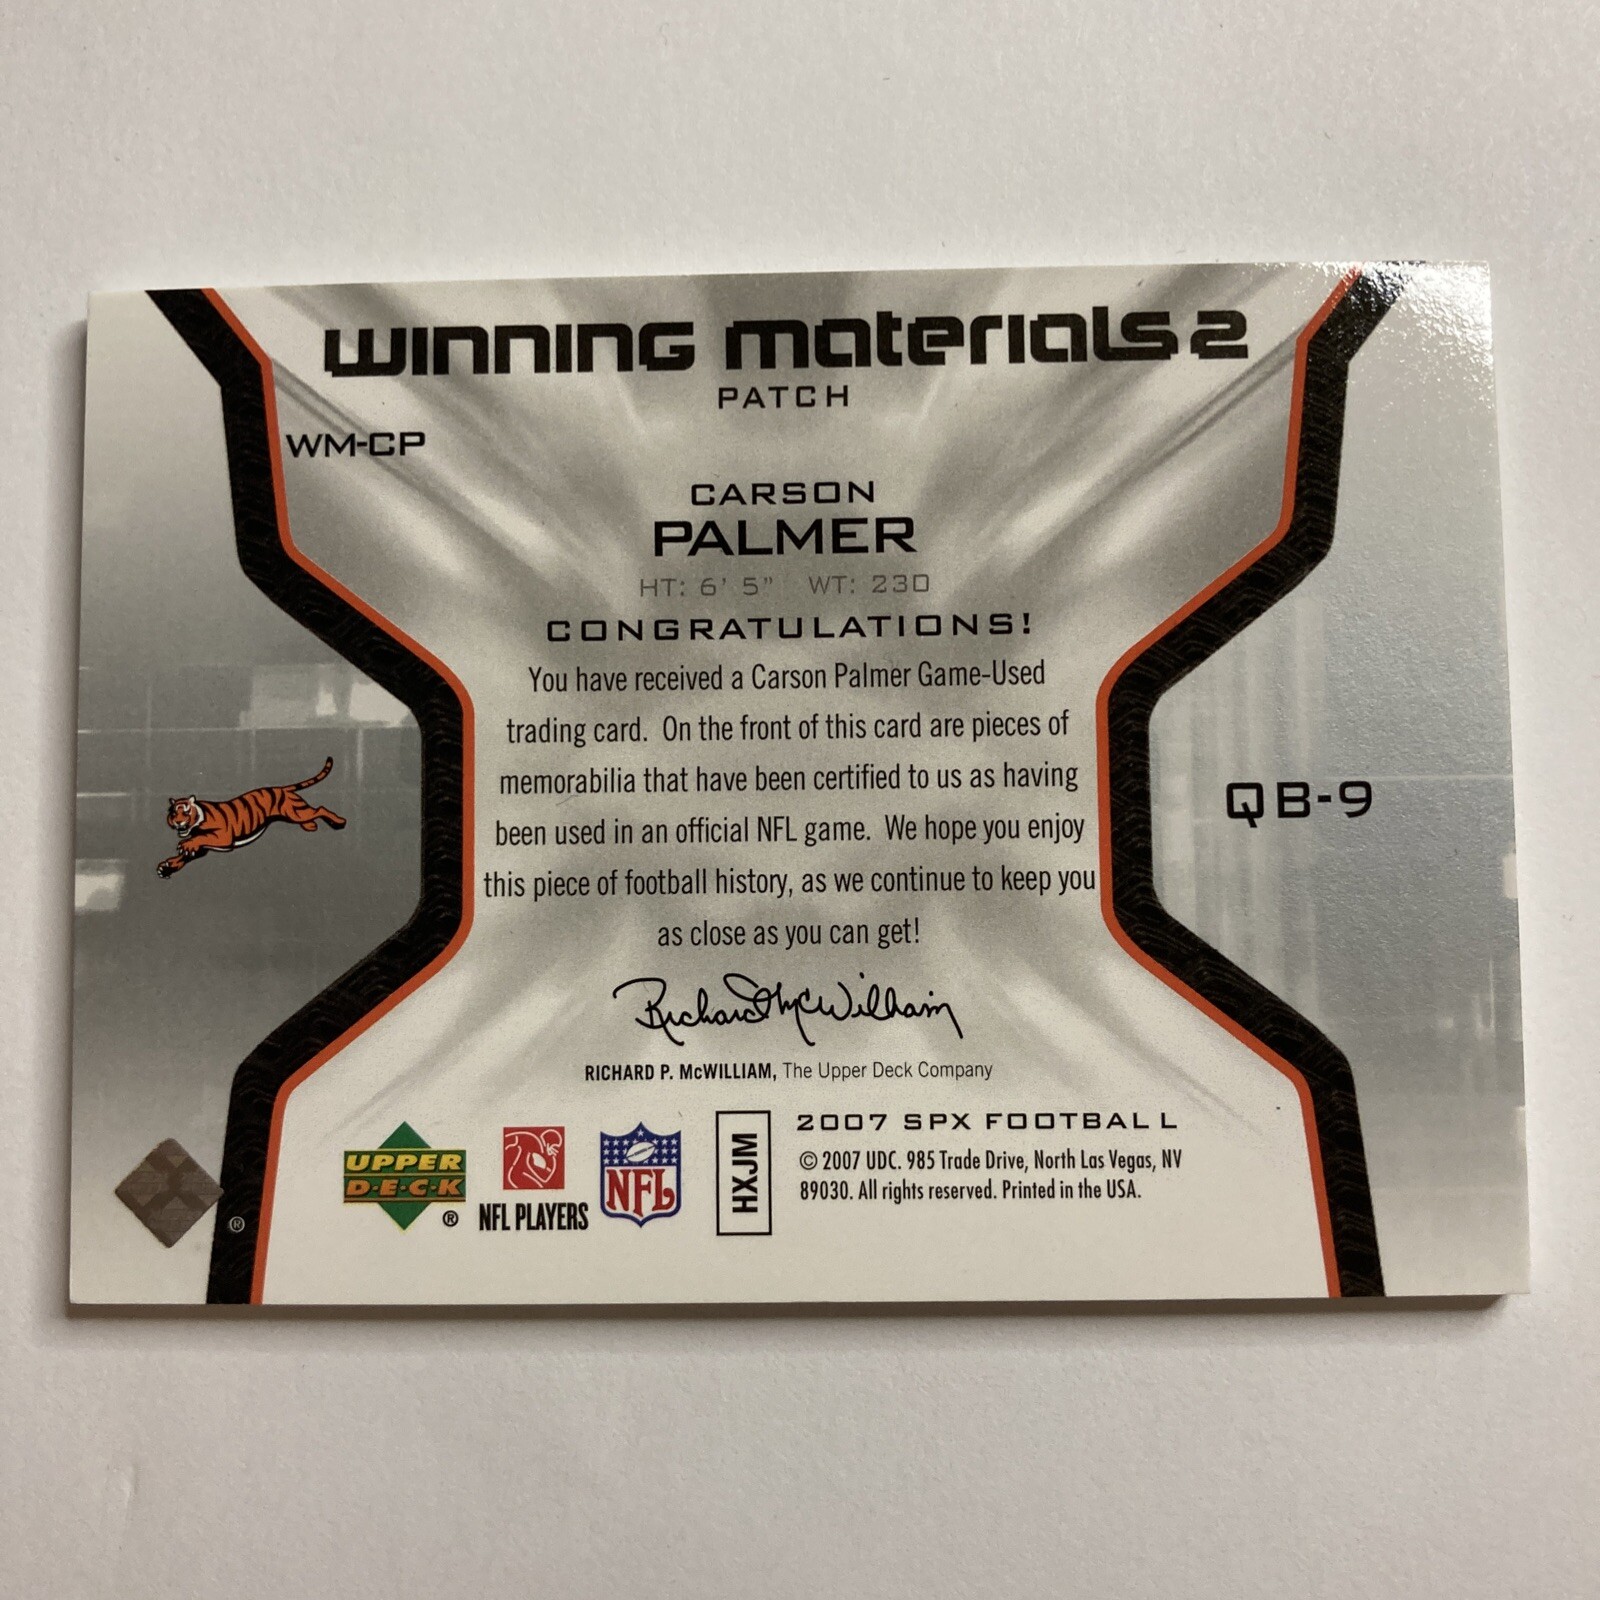 WINNING MATERIALS 2
PATCH
WM-CP
CARSON
PALMER
HT: 6' 5" WT: 230
CONGRATULATIONS!
You have received a Carson Palmer Game-Used
trading card. On the front of this card are pieces of
memorabilia that have been certified to us as having
been used in an official NFL game. We hope you enjoy
this piece of football history, as we continue to keep you
as close as you can get!
QB-9
Richard McWilliam
RICHARD P. McWILLIAM, The Upper Deck Company
UPPER
D·E·C·K
®
NFL PLAYERS
NFL
HXJM
2007 SPX FOOTBALL
© 2007 UDC. 985 Trade Drive, North Las Vegas, NV
89030. All rights reserved. Printed in the USA.
®